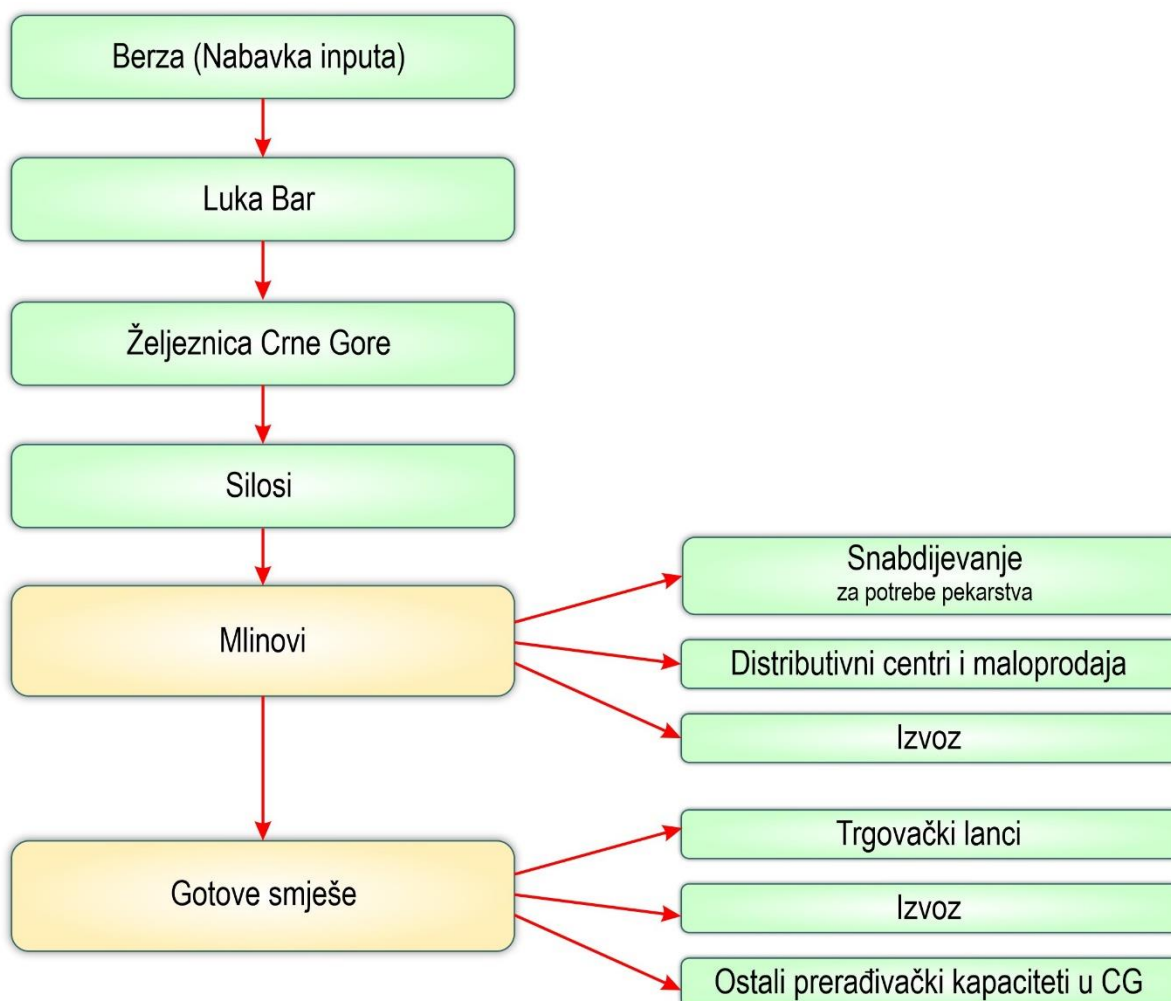 Berza (Nabavka inputa)
Luka Bar
Željeznica Crne Gore
Silosi
Mlinovi
Snabdijevanje
za potrebe pekarstva
Distributivni centri i maloprodaja
Izvoz
Gotove smješe
Trgovački lanci
Izvoz
Ostali prerađivački kapaciteti u CG